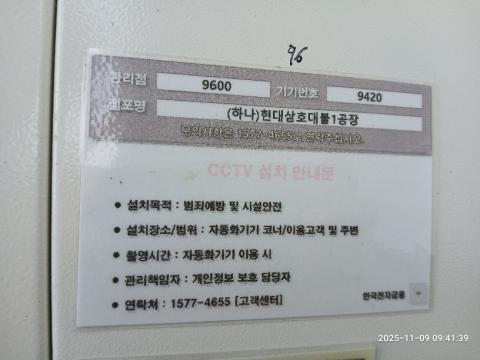 96
관리점 9600 기기번호 9420
점포명 (하나)현대삼호대불1공장
문의사항은 1577-4655로 연락주십시오.
CCTV 설치 안내문
• 설치목적 : 범죄예방 및 시설안전
• 설치장소/범위 : 자동화기기 코너/이용고객 및 주변
• 촬영시간 : 자동화기기 이용 시
• 관리책임자 : 개인정보 보호 담당자
• 연락처 : 1577-4655 [고객센터]
한국전자금융
2025-11-09 09:41:39